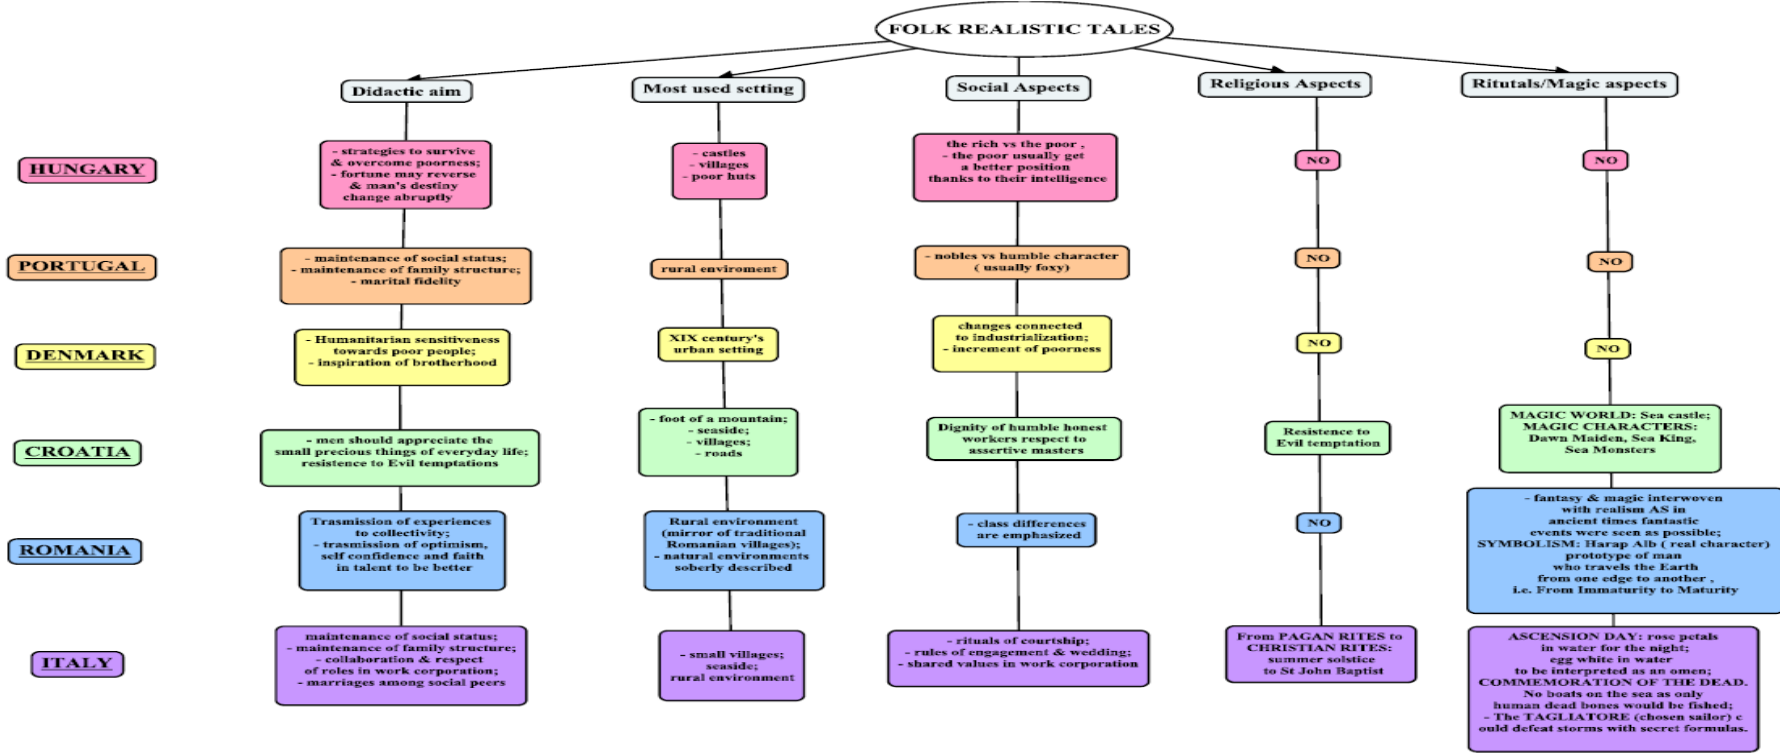 FOLK REALISTIC TALES
Didactic aim
Most used setting
Social Aspects
Religious Aspects
Ritutals/Magic aspects
HUNGARY
- strategies to survive
& overcome poorness;
- fortune may reverse
& man's destiny
change abruptly
- castles
- villages
- poor huts
the rich vs the poor ,
- the poor usually get
a better position
thanks to their intelligence
NO
NO
PORTUGAL
- maintenance of social status;
- maintenance of family structure;
- marital fidelity
rural enviroment
- nobles vs humble character
( usually foxy)
NO
NO
DENMARK
- Humanitarian sensitiveness
towards poor people;
- inspiration of brotherhood
XIX century's
urban setting
changes connected
to industrialization;
- increment of poorness
NO
NO
CROATIA
- men should appreciate the
small precious things of everyday life;
resistence to Evil temptations
- foot of a mountain;
- seaside;
- villages;
- roads
Dignity of humble honest
workers respect to
assertive masters
Resistence to
Evil temptation
MAGIC WORLD: Sea castle;
MAGIC CHARACTERS:
Dawn Maiden, Sea King,
Sea Monsters
ROMANIA
Trasmission of experiences
to collectivity;
- trasmission of optimism,
self confidence and faith
in talent to be better
Rural environment
(mirror of traditional
Romanian villages);
- natural environments
soberly described
- class differences
are emphasized
NO
- fantasy & magic interwoven
with realism AS in
ancient times fantastic
events were seen as possible;
SYMBOLISM: Harap Alb ( real character)
prototype of man
who travels the Earth
from one edge to another ,
i.e. From Immaturity to Maturity
ITALY
maintenance of social status;
- maintenance of family structure;
- collaboration & respect
of roles in work corporation;
- marriages among social peers
- small villages;
seaside;
rural environment
- rituals of courtship;
- rules of engagement & wedding;
- shared values in work corporation
From PAGAN RITES to
CHRISTIAN RITES:
summer solstice
to St John Baptist
ASCENSION DAY: rose petals
in water for the night;
egg white in water
to be interpreted as an omen;
COMMEMORATION OF THE DEAD.
No boats on the sea as only
human dead bones would be fished;
- The TAGLIATORE (chosen sailor) c
ould defeat storms with secret formulas.